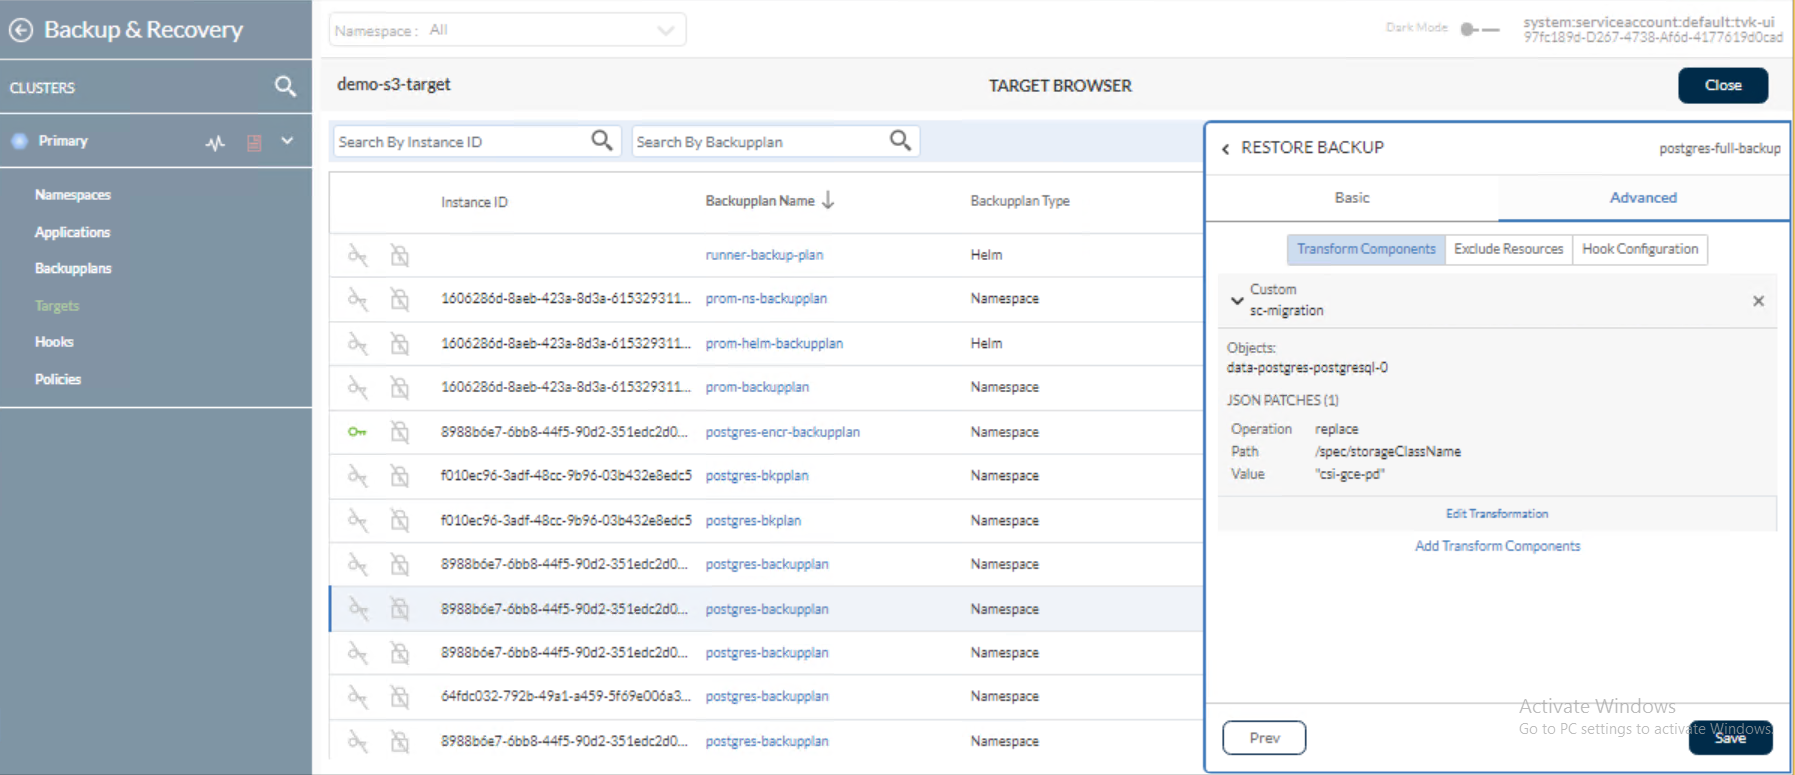 Backup & Recovery
Namespace : All
Dark Mode
system:serviceaccount:default:tvk-ui
97fc189d-D267-4738-Af6d-4177619d0cad
CLUSTERS
demo-s3-target
TARGET BROWSER
Close
Primary
Namespaces
Applications
Backupplans
Targets
Hooks
Policies
Search By Instance ID
Search By Backupplan
Instance ID Backupplan Name Backupplan Type
runner-backup-plan Helm
1606286d-8aeb-423a-8d3a-615329311... prom-ns-backupplan Namespace
1606286d-8aeb-423a-8d3a-615329311... prom-helm-backupplan Helm
1606286d-8aeb-423a-8d3a-615329311... prom-backupplan Namespace
8988b6e7-6bb8-44f5-90d2-351edc2d0... postgres-encr-backupplan Namespace
f010ec96-3adf-48cc-9b96-03b432e8edc5 postgres-bkpplan Namespace
f010ec96-3adf-48cc-9b96-03b432e8edc5 postgres-bkplan Namespace
8988b6e7-6bb8-44f5-90d2-351edc2d0... postgres-backupplan Namespace
8988b6e7-6bb8-44f5-90d2-351edc2d0... postgres-backupplan Namespace
8988b6e7-6bb8-44f5-90d2-351edc2d0... postgres-backupplan Namespace
64fdc032-792b-49a1-a459-5f69e006a3... postgres-backupplan Namespace
8988b6e7-6bb8-44f5-90d2-351edc2d0... postgres-backupplan Namespace
RESTORE BACKUP
postgres-full-backup
Basic
Advanced
Transform Components
Exclude Resources
Hook Configuration
Custom
sc-migration
Objects:
data-postgres-postgresql-0
JSON PATCHES (1)
Operation replace
Path /spec/storageClassName
Value "csi-gce-pd"
Edit Transformation
Add Transform Components
Activate Windows
Go to PC settings to activate Windows.
Prev
Save